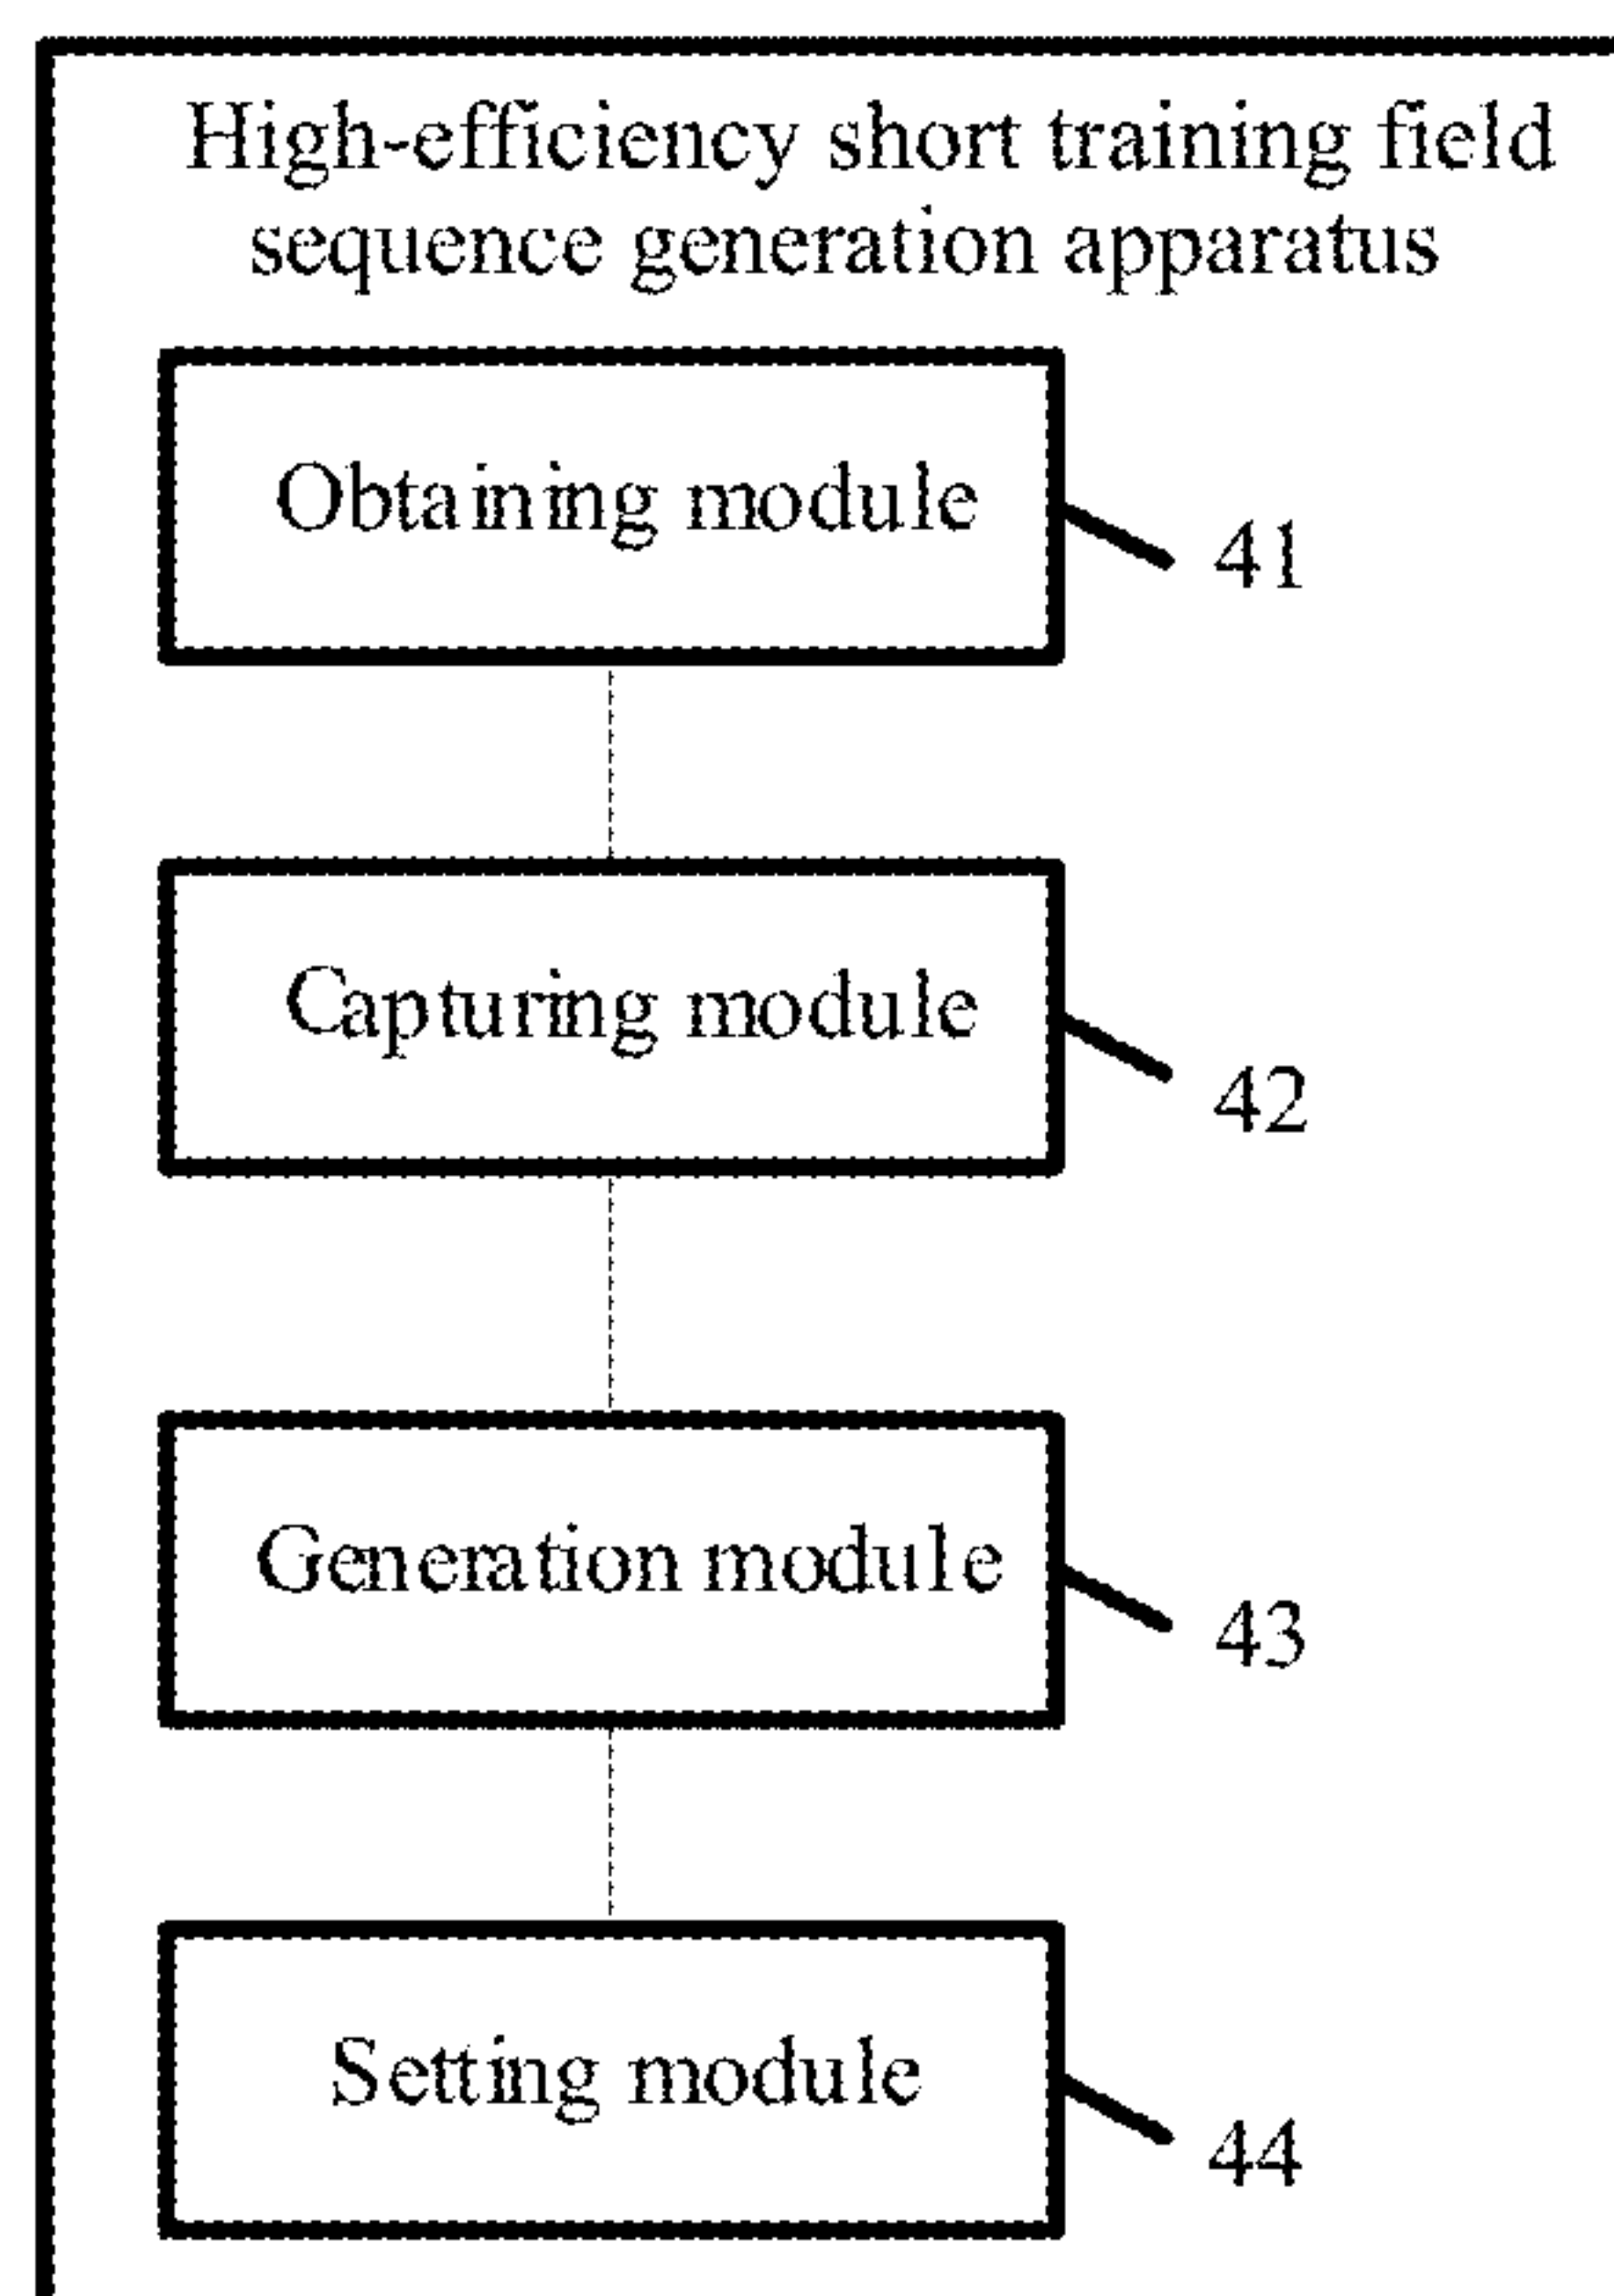 High-efficiency short training field
sequence generation apparatus
Obtaining module
41
Capturing module
42
Generation module
43
Setting module
44